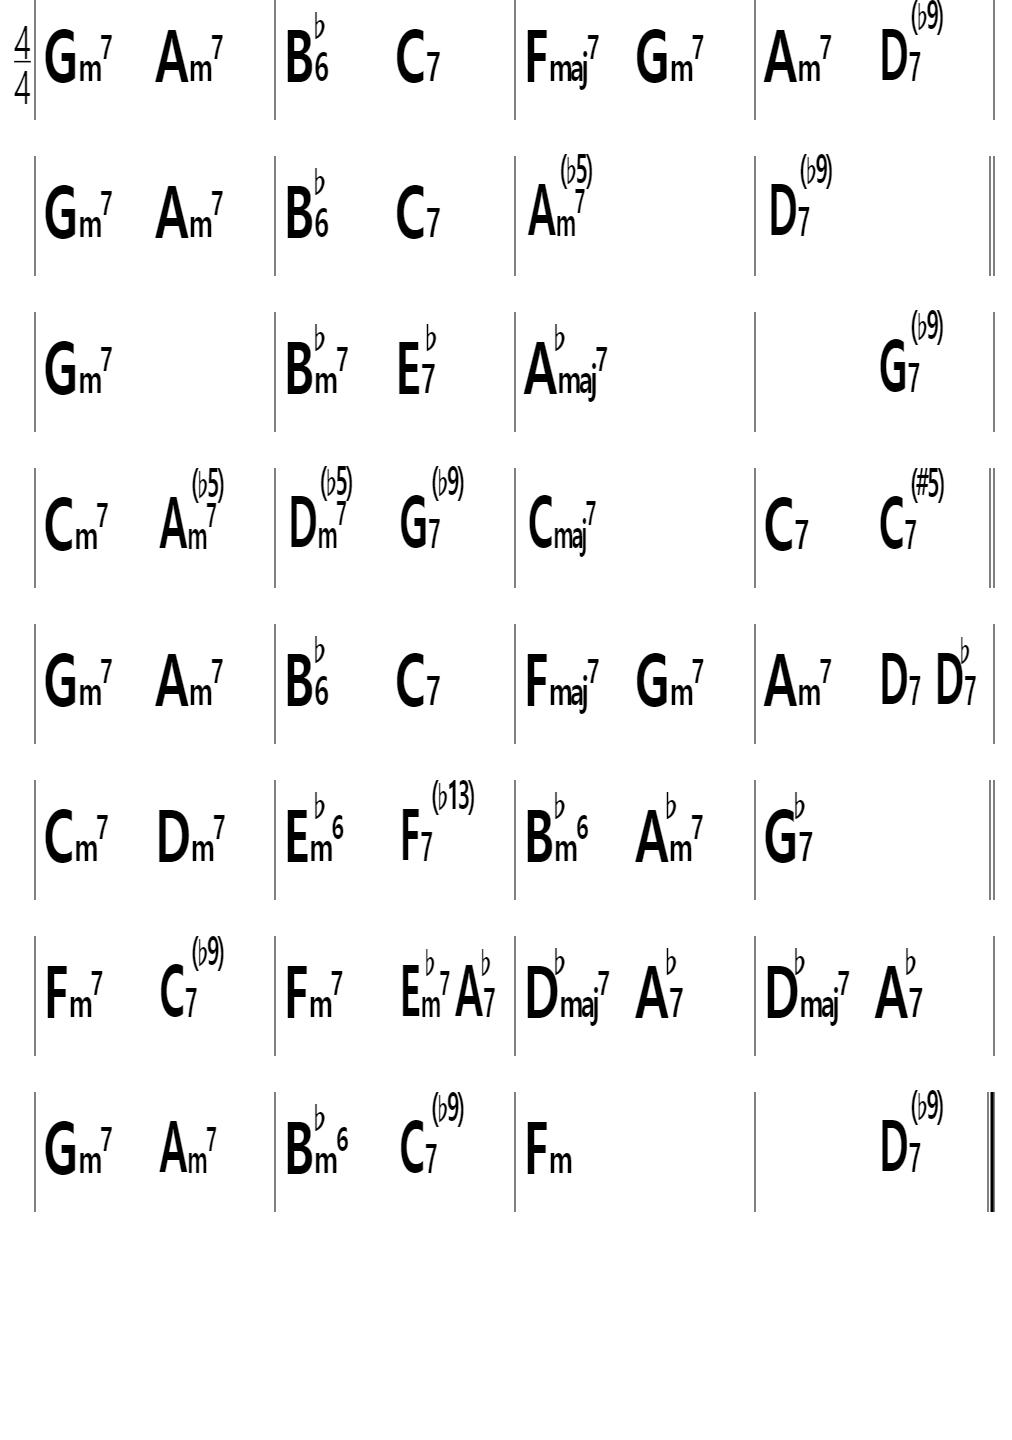 4/4 Gm7 Am7 B♭6 C7 Fmaj7 Gm7 Am7 D7(♭9)
Gm7 Am7 B♭6 C7 Am7(♭5) D7(♭9)
Gm7 B♭m7 E♭7 A♭maj7 G7(♭9)
Cm7 Am7(♭5) Dm7(♭5) G7(♭9) Cmaj7 C7 C7(#5)
Gm7 Am7 B♭6 C7 Fmaj7 Gm7 Am7 D7 D♭7
Cm7 Dm7 E♭m6 F7(♭13) B♭m6 A♭m7 G♭7
Fm7 C7(♭9) Fm7 E♭m7 A♭7 D♭maj7 A♭7 D♭maj7 A♭7
Gm7 Am7 B♭m6 C7(♭9) Fm D7(♭9)